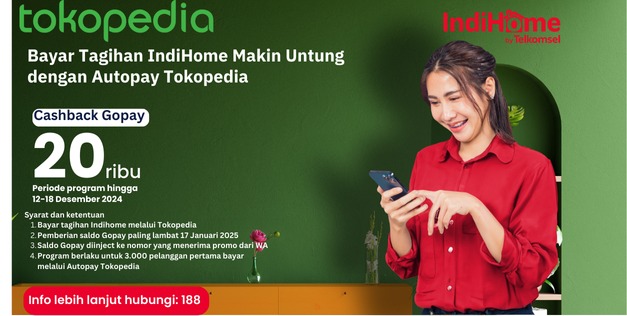 tokopedia
IndiHome
by Telkomsel
Bayar Tagihan IndiHome Makin Untung
dengan Autopay Tokopedia
Cashback Gopay
20 ribu
Periode program hingga
12-18 Desember 2024
Syarat dan ketentuan
1. Bayar tagihan Indihome melalui Tokopedia
2. Pemberian saldo Gopay paling lambat 17 Januari 2025
3. Saldo Gopay diinject ke nomor yang menerima promo dari WA
4. Program berlaku untuk 3.000 pelanggan pertama bayar
melalui Autopay Tokopedia
Info lebih lanjut hubungi: 188